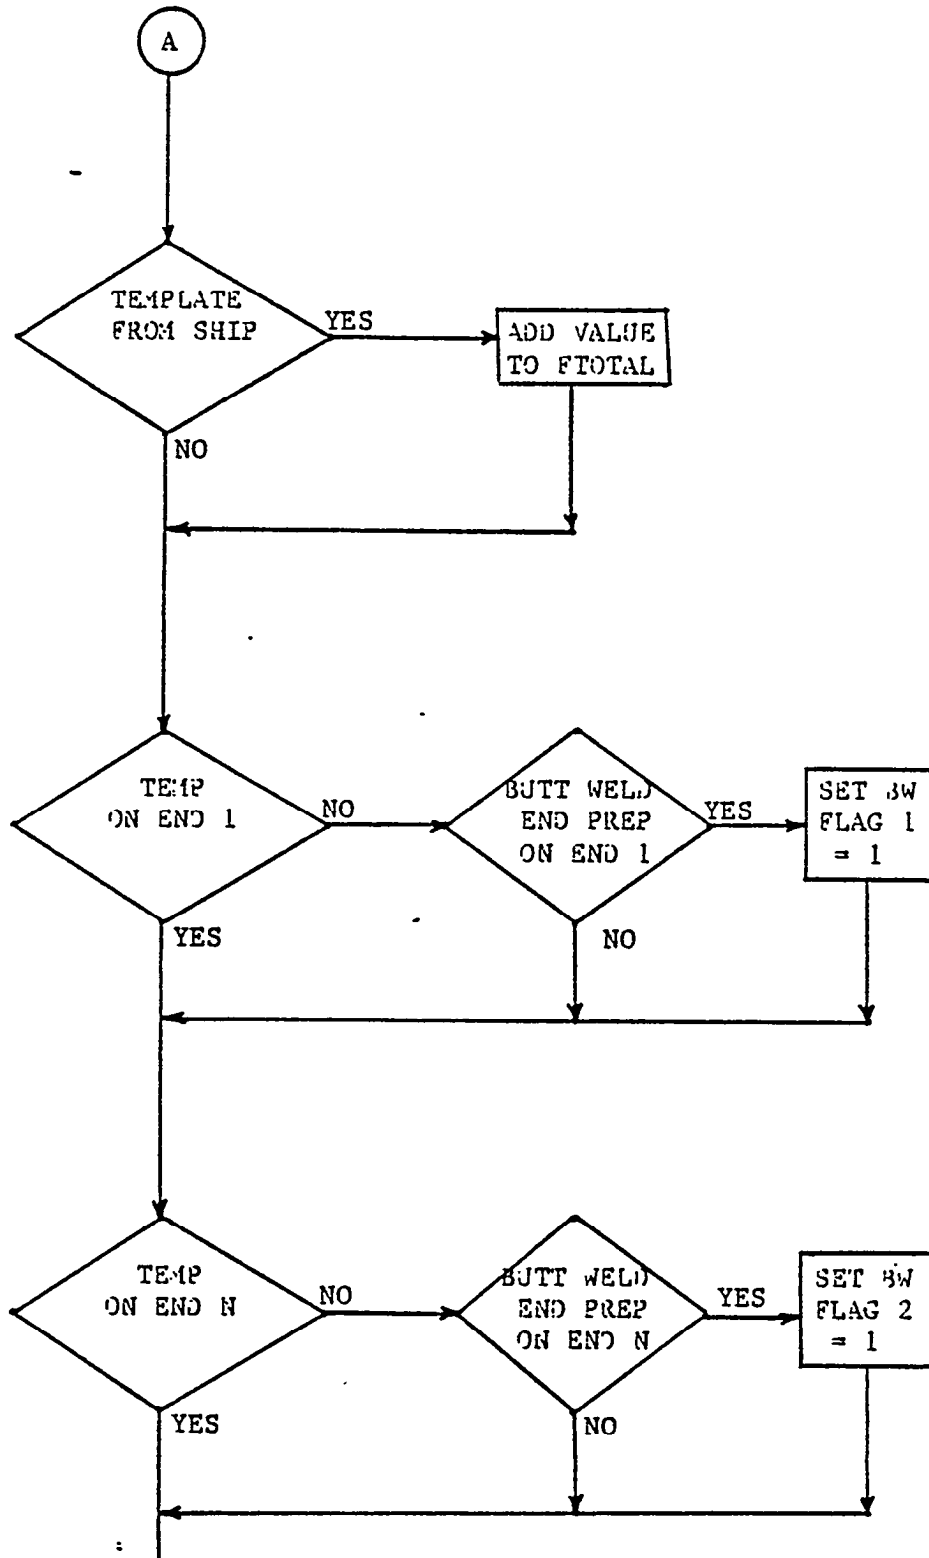 A
TEMPLATE
FROM SHIP
YES
ADD VALUE
TO FTOTAL
NO
TEMP
ON END 1
NO
BUTT WELD
END PREP
ON END 1
YES
SET BW
FLAG 1
= 1
YES
NO
TEMP
ON END N
NO
BUTT WELD
END PREP
ON END N
YES
SET BW
FLAG 2
= 1
YES
NO